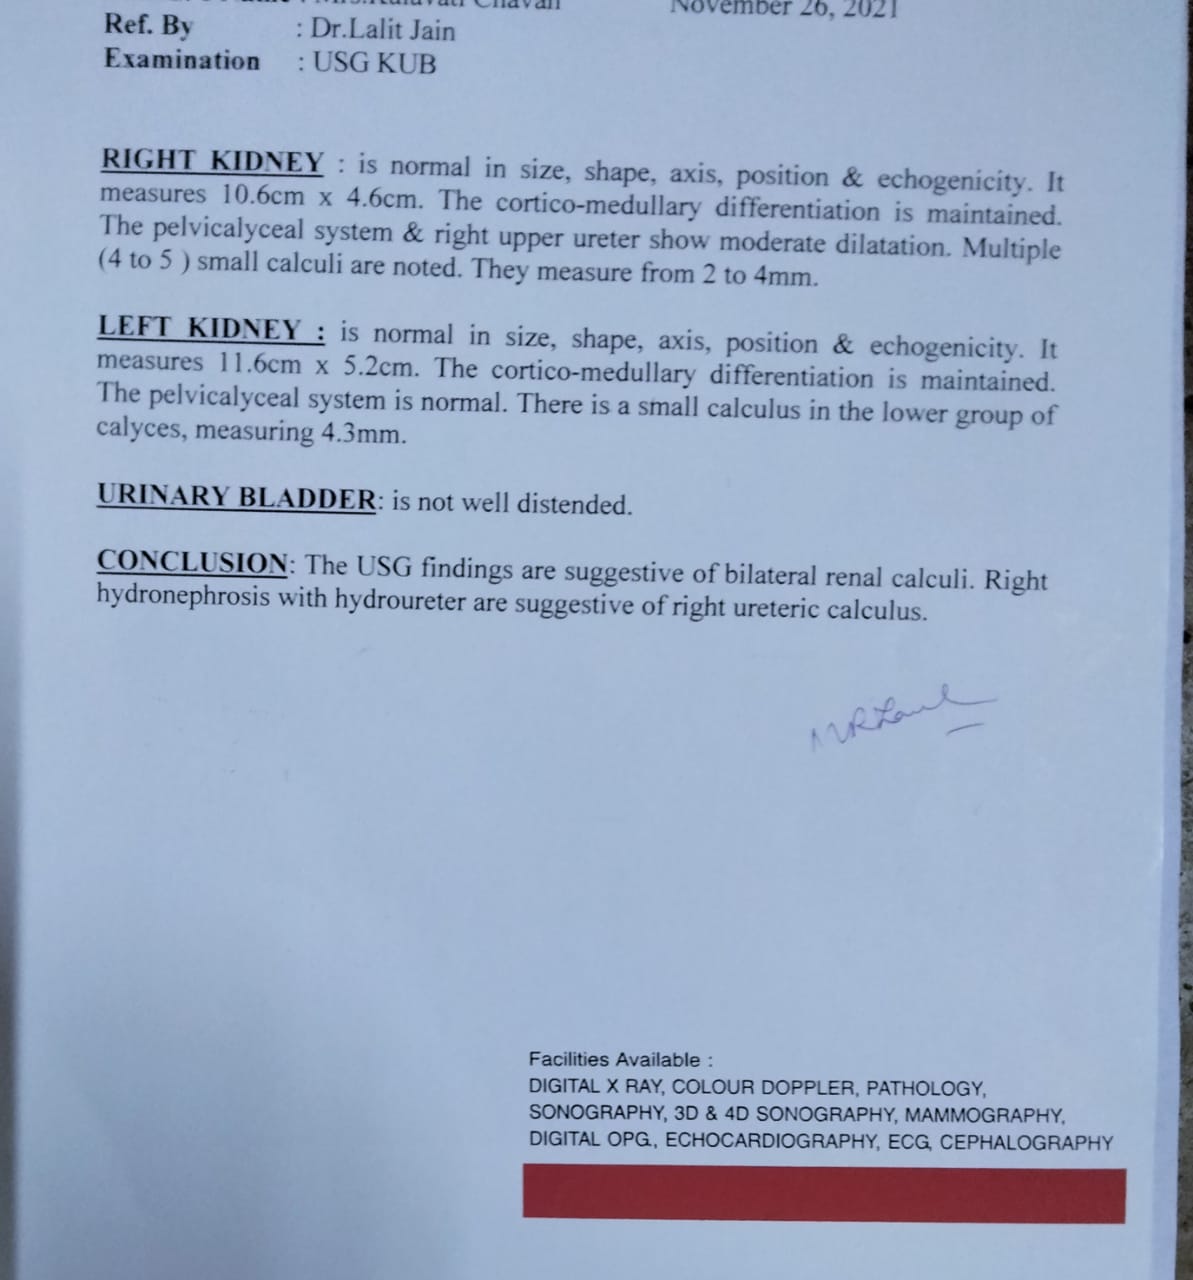 Chavan November 26, 2021
Ref. By : Dr.Lalit Jain
Examination : USG KUB
RIGHT KIDNEY : is normal in size, shape, axis, position & echogenicity. It
measures 10.6cm x 4.6cm. The cortico-medullary differentiation is maintained.
The pelvicalyceal system & right upper ureter show moderate dilatation. Multiple
(4 to 5 ) small calculi are noted. They measure from 2 to 4mm.
LEFT KIDNEY : is normal in size, shape, axis, position & echogenicity. It
measures 11.6cm x 5.2cm. The cortico-medullary differentiation is maintained.
The pelvicalyceal system is normal. There is a small calculus in the lower group of
calyces, measuring 4.3mm.
URINARY BLADDER: is not well distended.
CONCLUSION: The USG findings are suggestive of bilateral renal calculi. Right
hydronephrosis with hydroureter are suggestive of right ureteric calculus.
Facilities Available :
DIGITAL X RAY, COLOUR DOPPLER, PATHOLOGY,
SONOGRAPHY, 3D & 4D SONOGRAPHY, MAMMOGRAPHY,
DIGITAL OPG., ECHOCARDIOGRAPHY, ECG, CEPHALOGRAPHY